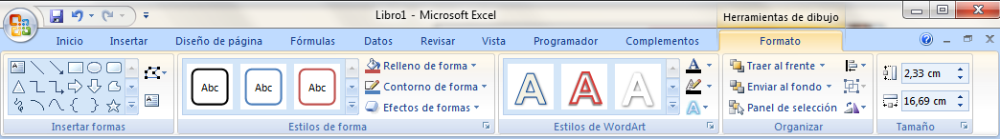 Libro1 - Microsoft Excel
Herramientas de dibujo
Inicio Insertar Diseño de página Fórmulas Datos Revisar Vista Programador Complementos Formato
Abc Abc Abc
Relleno de forma
Contorno de forma
Efectos de formas
A A A
Traer al frente
Enviar al fondo
Panel de selección
2,33 cm
16,69 cm
Insertar formas
Estilos de forma
Estilos de WordArt
Organizar
Tamaño